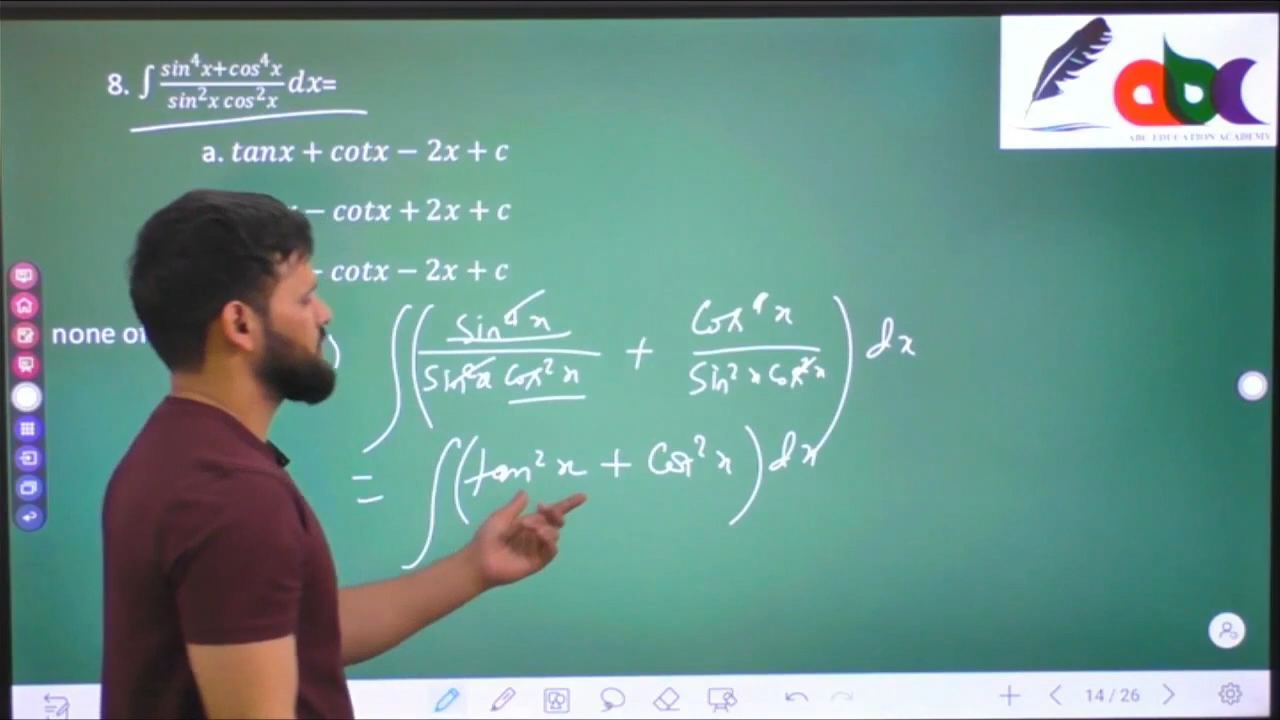 8. ∫ sin⁴x+cos⁴x / sin²x cos²x dx=
a. tanx + cotx − 2x + c
− cotx + 2x + c
cotx − 2x + c
none of
∫( sin⁴x / sin²x cos²x + cos⁴x / sin²x cos²x ) dx
= ∫( tan²x + cot²x ) dx
abc
ABC EDUCATION ACADEMY
14 / 26